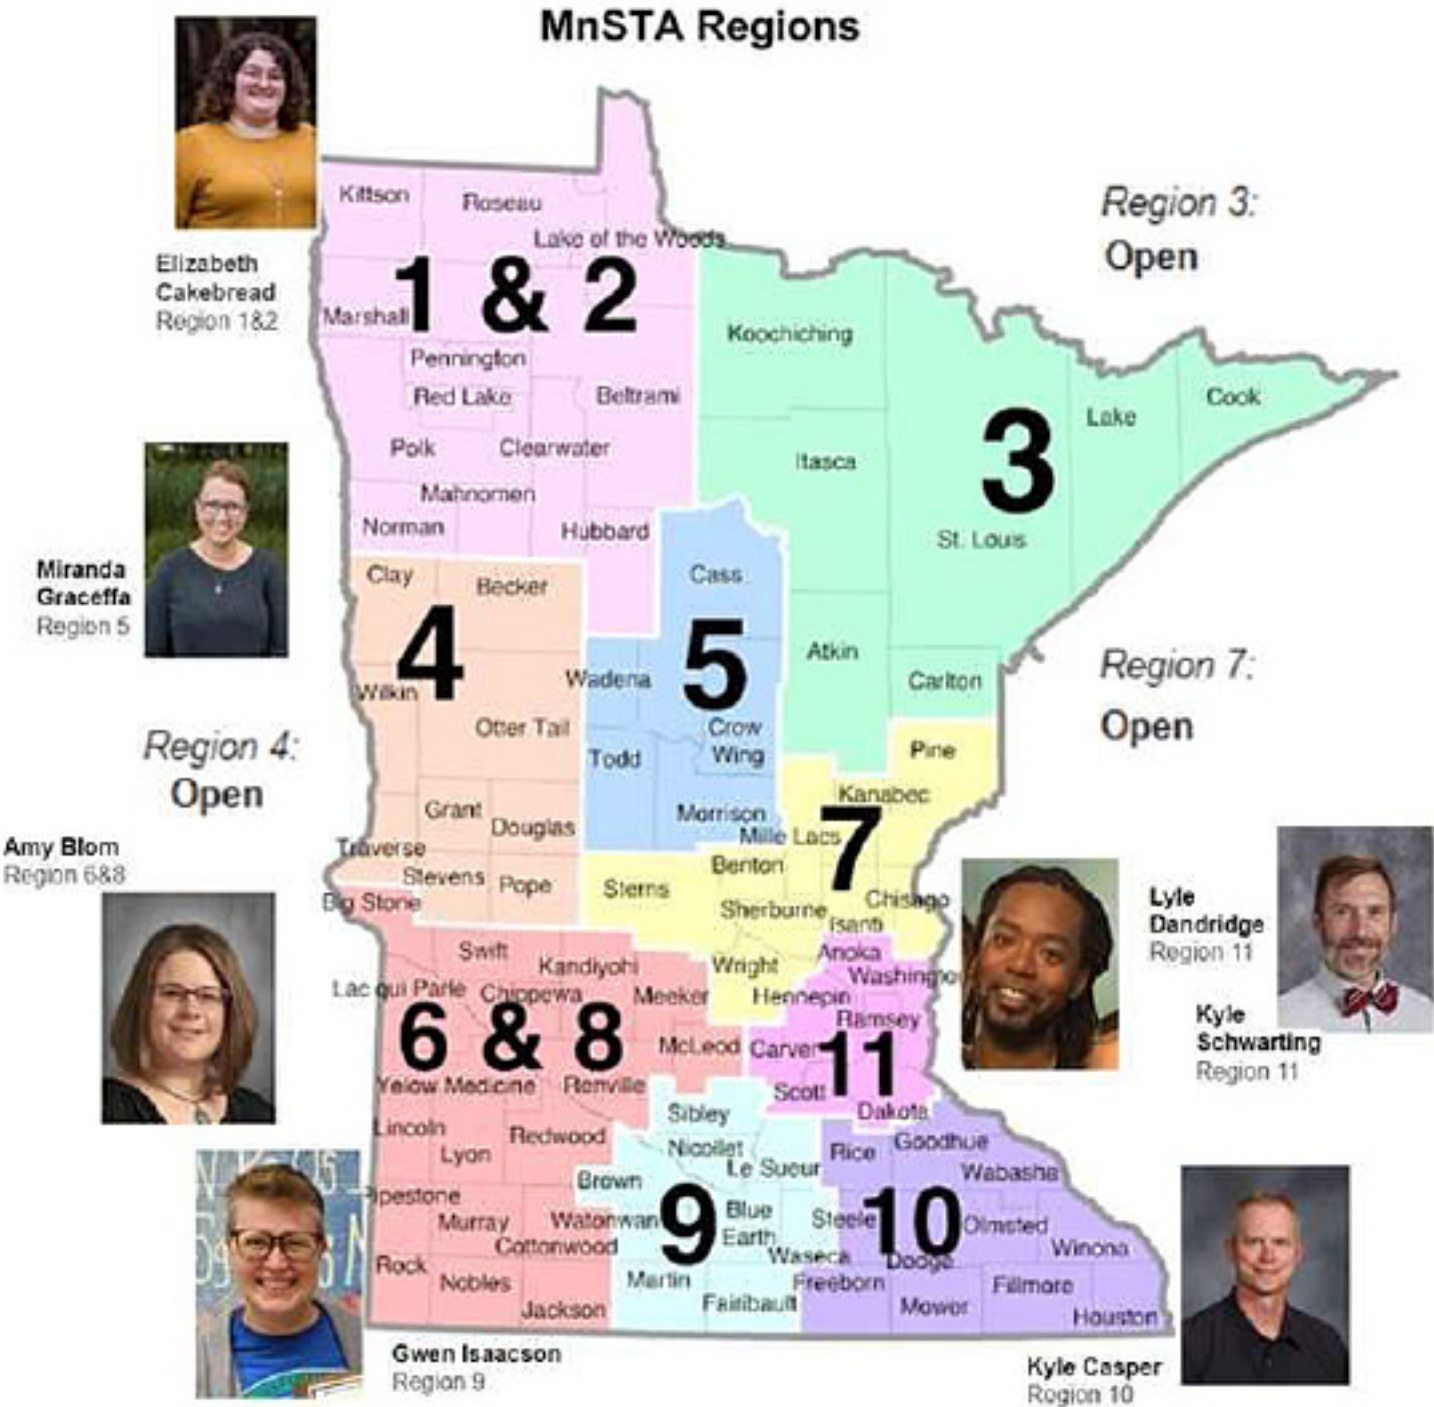 MnSTA Regions
Elizabeth
Cakebread
Region 1&2
Region 3:
Open
Kittson
Roseau
Lake of the Woods
1 & 2
Marshall
Pennington
Red Lake
Beltrami
Polk
Clearwater
Mahnomen
Norman
Hubbard
Koochiching
Itasca
3
Lake
Cook
St. Louis
Atkin
Carlton
Miranda
Graceffa
Region 5
Clay
Becker
4
Wilkin
Otter Tail
Grant
Douglas
Traverse
Stevens
Pope
Cass
5
Wadena
Crow
Wing
Todd
Morrison
Region 7:
Open
Region 4:
Open
Pine
Kanabec
7
Mille Lacs
Benton
Sterns
Sherburne
Chisago
Isanti
Wright
Amy Blom
Region 6&8
Big Stone
Swift
Kandiyohi
Lac qui Parle
Chippewa
Meeker
6 & 8
McLeod
Yelow Medicine
Renville
Lincoln
Lyon
Redwood
Pipestone
Murray
Cottonwood
Rock
Nobles
Jackson
Anoka
Washington
Hennepin
Ramsey
Carver
11
Scott
Dakota
Lyle
Dandridge
Region 11
Kyle
Schwarting
Region 11
Sibley
Nicollet
Le Sueur
Brown
9
Watonwan
Blue
Earth
Waseca
Martin
Fairibault
Rice
Goodhue
Wabasha
Steele
10
Olmsted
Dodge
Winona
Freeborn
Mower
Fillmore
Houston
Gwen Isaacson
Region 9
Kyle Casper
Region 10